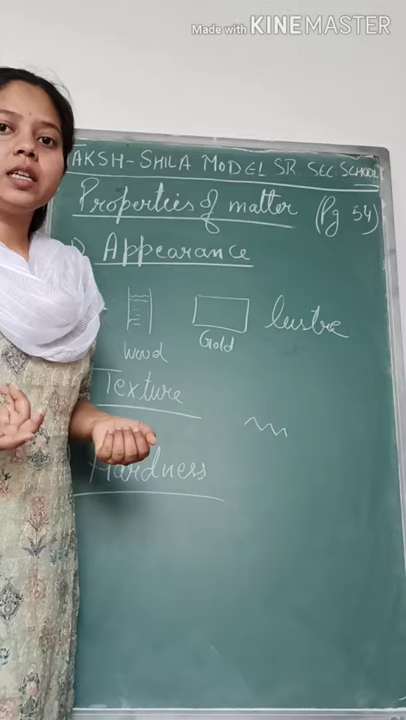 Made with KINEMASTER
AKSH-SHILA MODEL SR. SEC. SCHOOL
Properties of matter (Pg 54)
Appearance
lustre
Wood Gold
Texture
Hardness